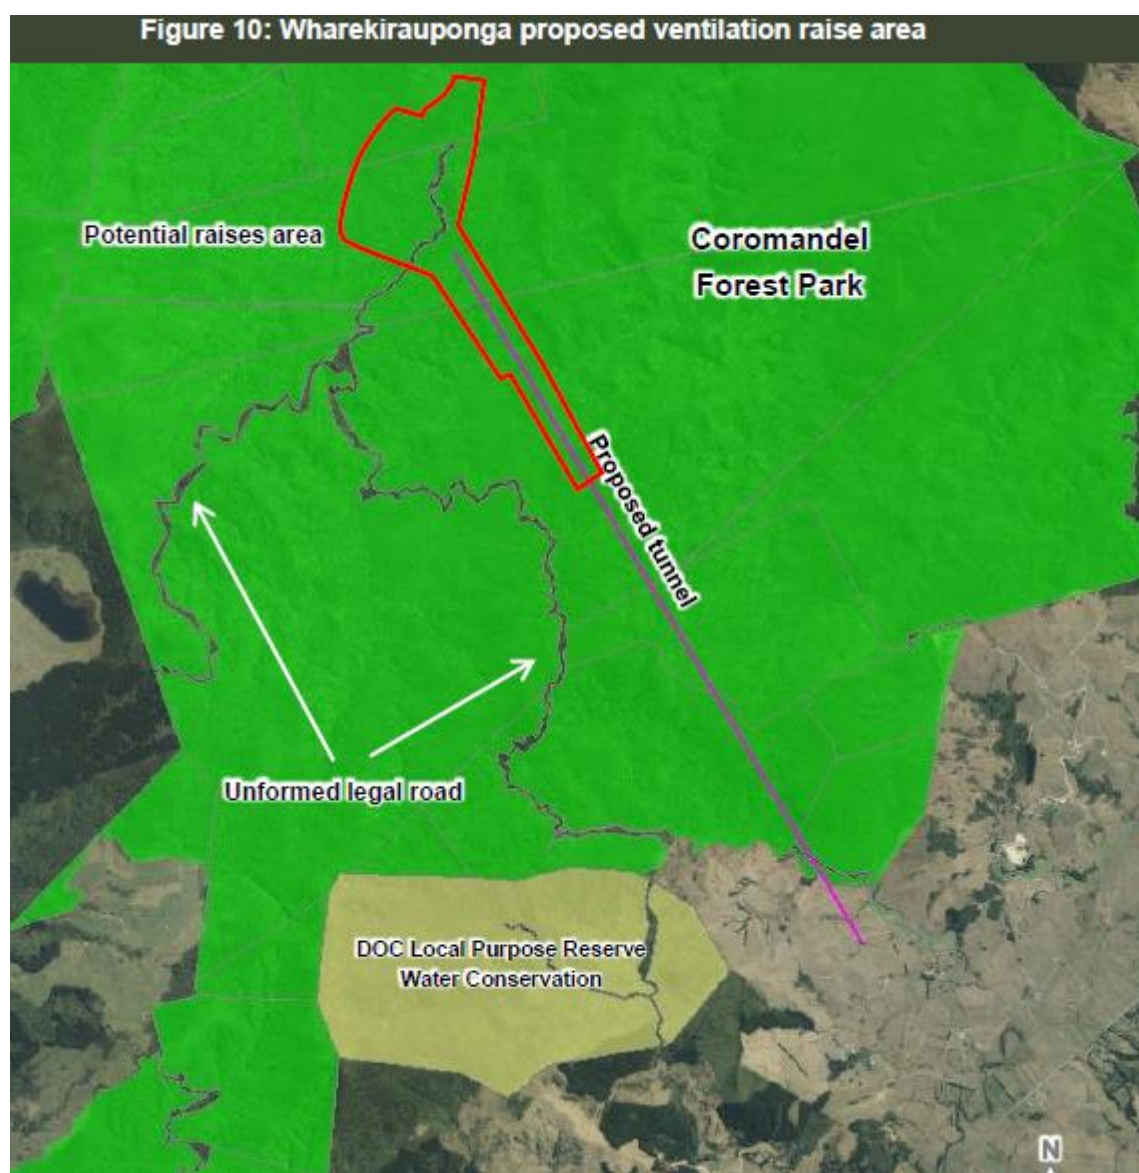 Figure 10: Wharekirauponga proposed ventilation raise area
Potential raises area
Coromandel
Forest Park
Proposed tunnel
Unformed legal road
DOC Local Purpose Reserve
Water Conservation
N